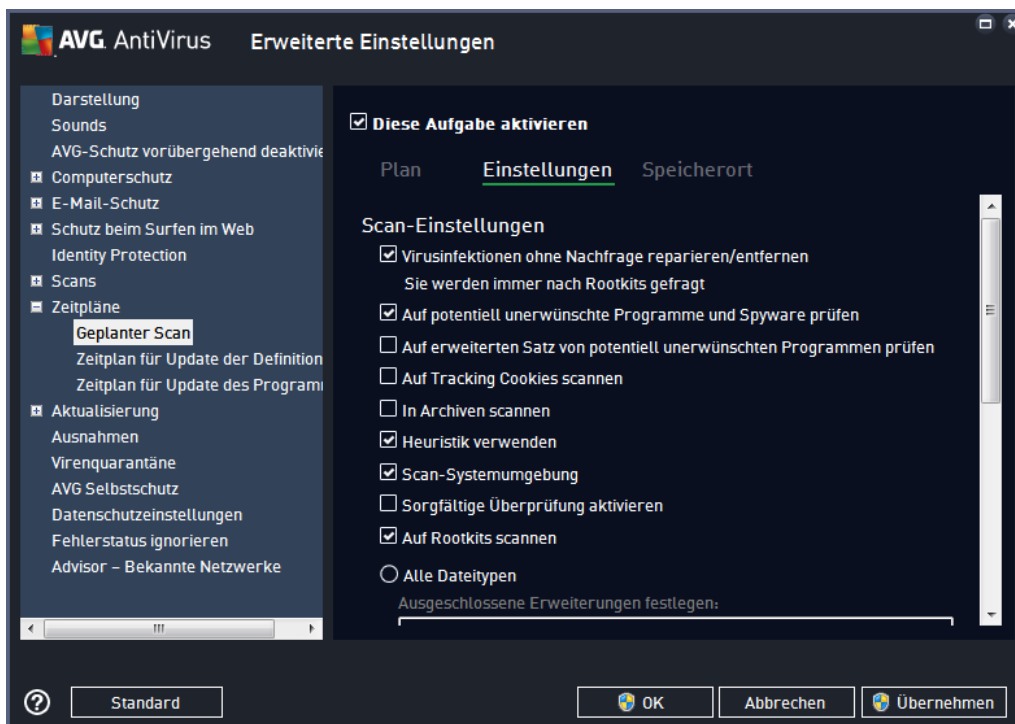 AVG. AntiVirus Erweiterte Einstellungen
Darstellung
Sounds
AVG-Schutz vorübergehend deaktivie
Computerschutz
E-Mail-Schutz
Schutz beim Surfen im Web
Identity Protection
Scans
Zeitpläne
Geplanter Scan
Zeitplan für Update der Definition
Zeitplan für Update des Program
Aktualisierung
Ausnahmen
Virenquarantäne
AVG Selbstschutz
Datenschutzeinstellungen
Fehlerstatus ignorieren
Advisor – Bekannte Netzwerke
Diese Aufgabe aktivieren
Plan Einstellungen Speicherort
Scan-Einstellungen
Virusinfektionen ohne Nachfrage reparieren/entfernen
Sie werden immer nach Rootkits gefragt
Auf potentiell unerwünschte Programme und Spyware prüfen
Auf erweiterten Satz von potentiell unerwünschten Programmen prüfen
Auf Tracking Cookies scannen
In Archiven scannen
Heuristik verwenden
Scan-Systemumgebung
Sorgfältige Überprüfung aktivieren
Auf Rootkits scannen
Alle Dateitypen
Ausgeschlossene Erweiterungen festlegen:
? Standard OK Abbrechen Übernehmen